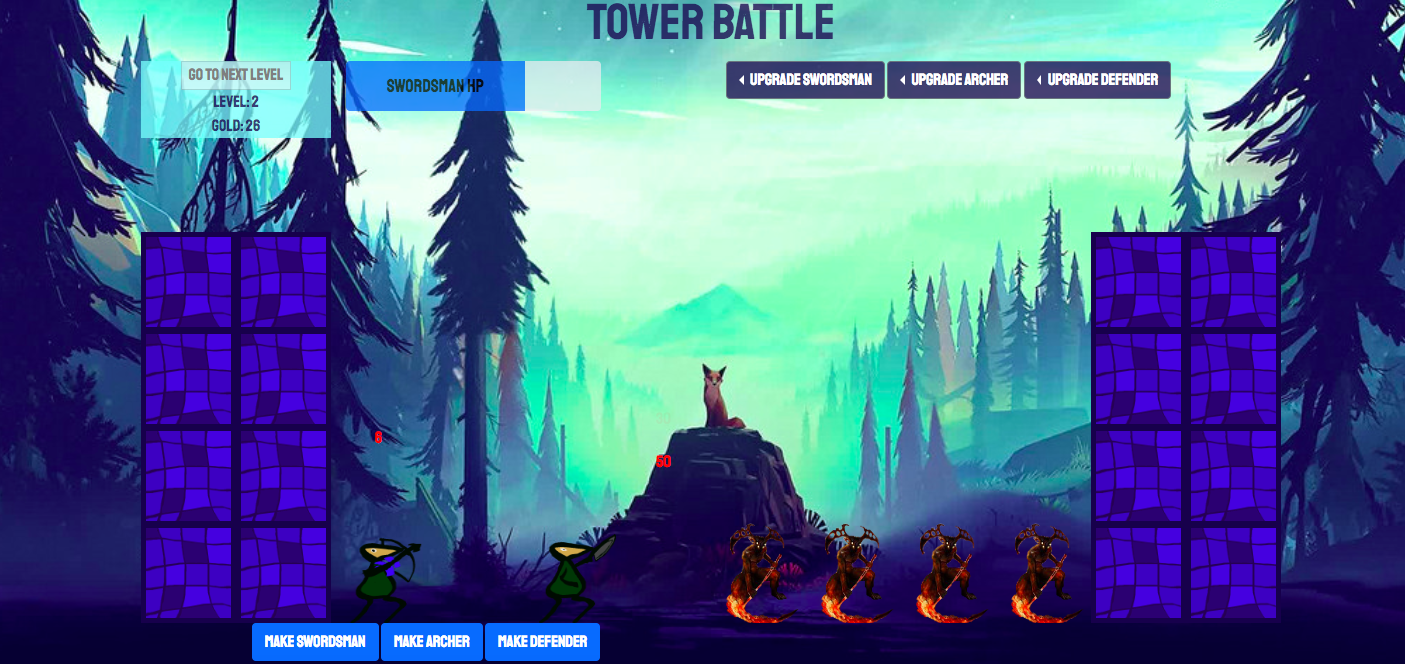 TOWER BATTLE
GO TO NEXT LEVEL
LEVEL: 2
GOLD: 26
SWORDSMAN HP
UPGRADE SWORDSMAN
UPGRADE ARCHER
UPGRADE DEFENDER
30
50
MAKE SWORDSMAN
MAKE ARCHER
MAKE DEFENDER